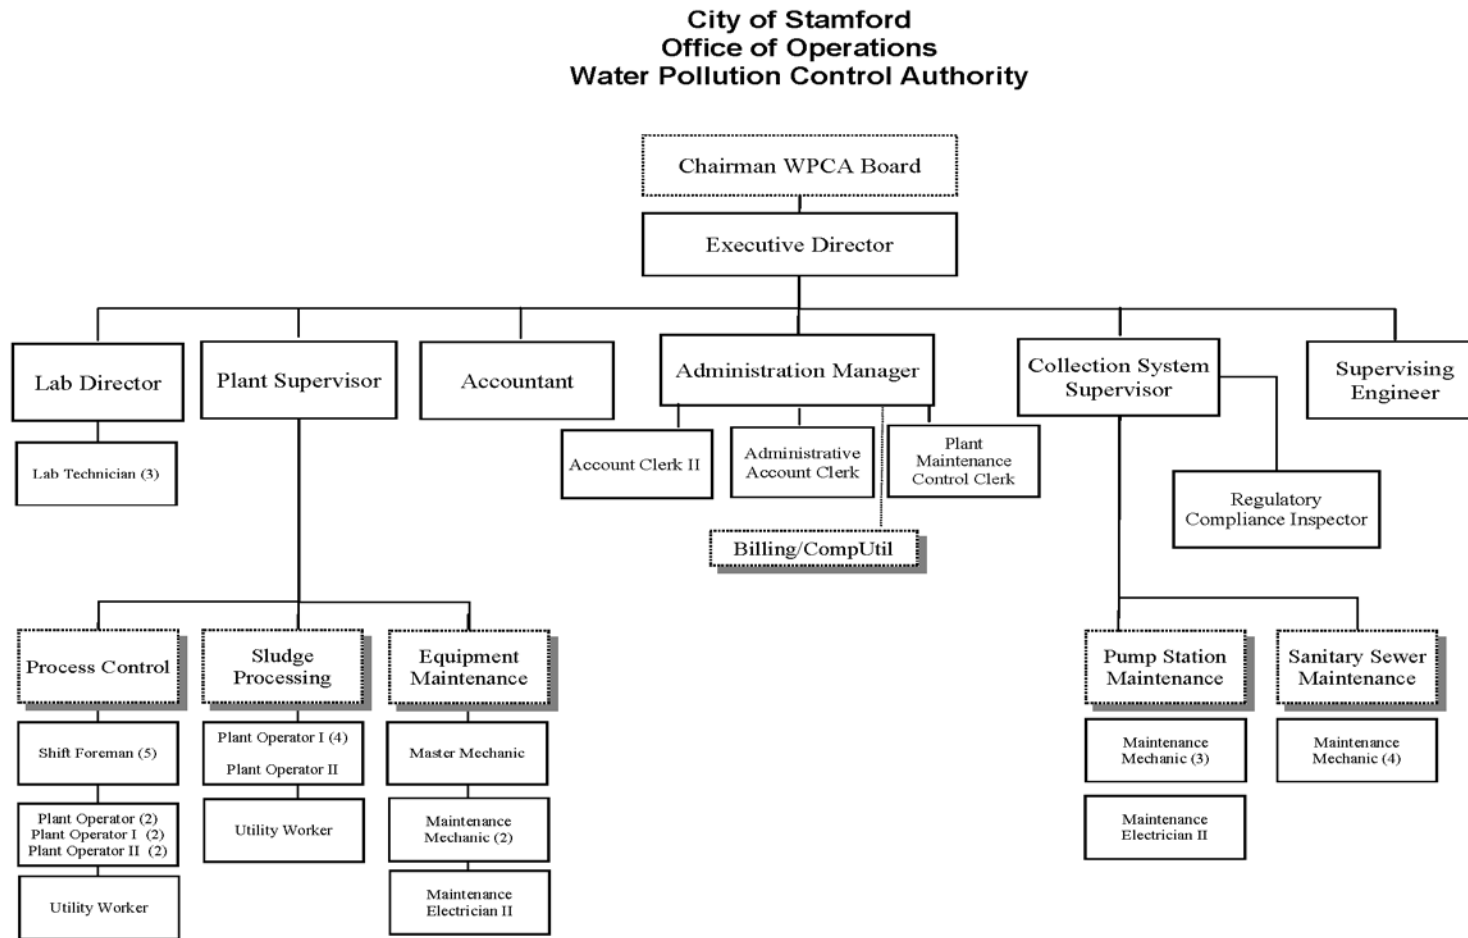 City of Stamford
Office of Operations
Water Pollution Control Authority
Chairman WPCA Board
Executive Director
Lab Director
Plant Supervisor
Accountant
Administration Manager
Collection System
Supervisor
Supervising
Engineer
Lab Technician (3)
Account Clerk II
Administrative
Account Clerk
Plant
Maintenance
Control Clerk
Regulatory
Compliance Inspector
Billing/CompUtil
Process Control
Sludge
Processing
Equipment
Maintenance
Pump Station
Maintenance
Sanitary Sewer
Maintenance
Shift Foreman (5)
Plant Operator I (4)
Plant Operator II
Master Mechanic
Maintenance
Mechanic (3)
Maintenance
Mechanic (4)
Plant Operator (2)
Plant Operator I (2)
Plant Operator II (2)
Utility Worker
Maintenance
Mechanic (2)
Maintenance
Electrician II
Utility Worker
Maintenance
Electrician II